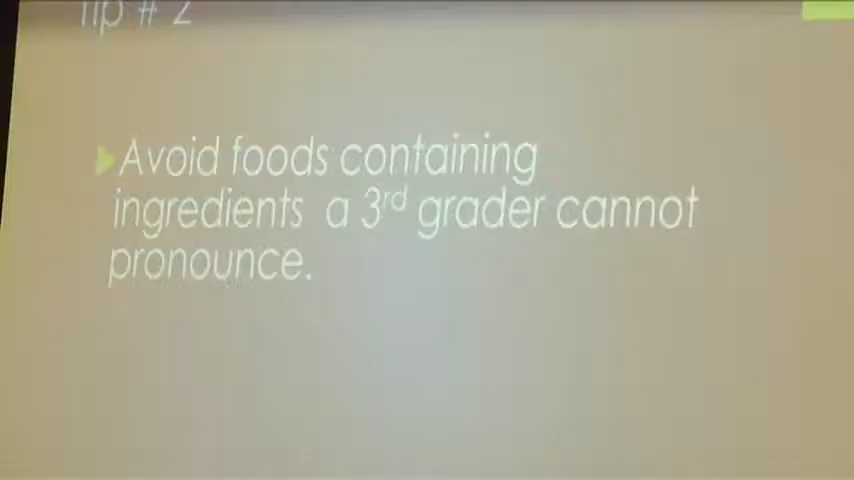 Tip # 2
Avoid foods containing
ingredients a 3rd grader cannot
pronounce.